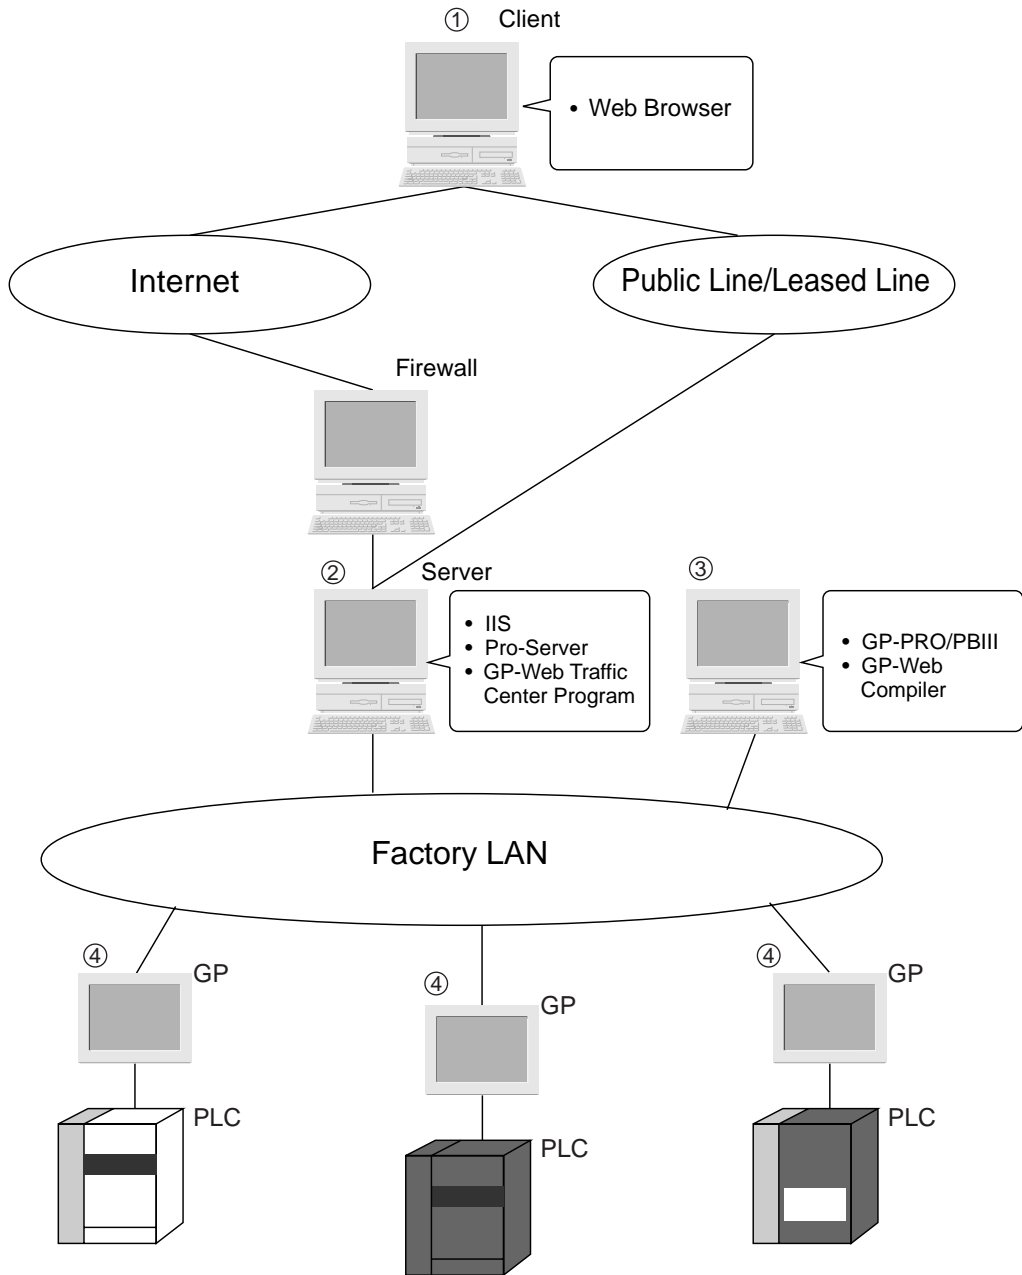 ① Client
• Web Browser
Internet
Public Line/Leased Line
Firewall
② Server
• IIS
• Pro-Server
• GP-Web Traffic
Center Program
③
• GP-PRO/PBIII
• GP-Web
Compiler
Factory LAN
④ GP
④ GP
④ GP
PLC
PLC
PLC